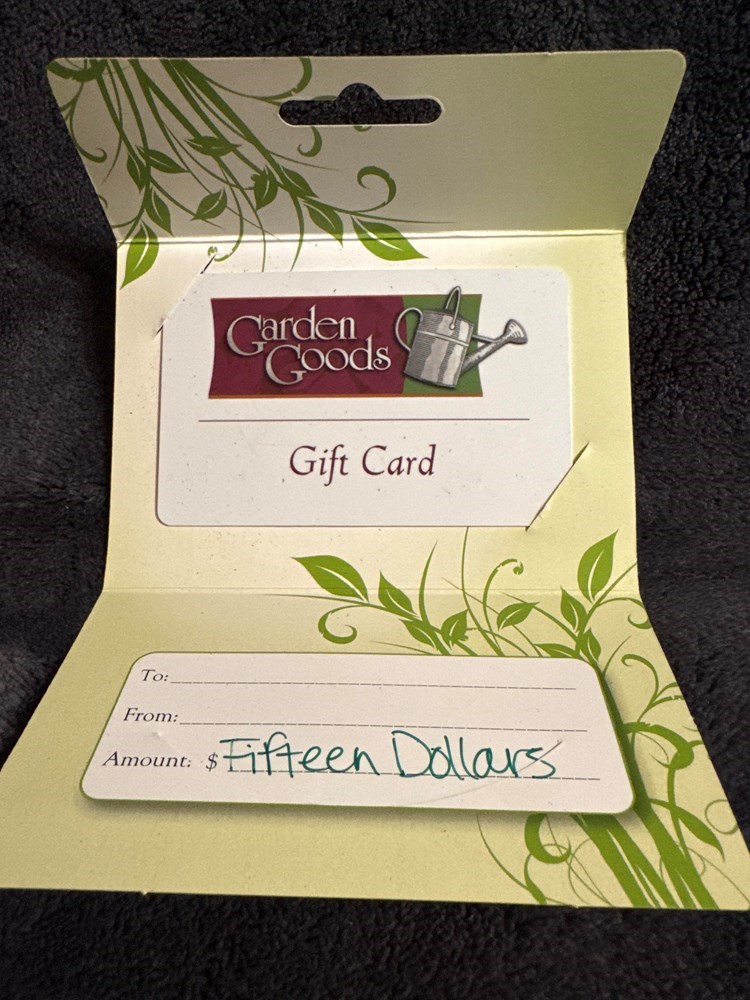 Garden
Goods
Gift Card
To:
From:
Amount: $ Fifteen Dollars